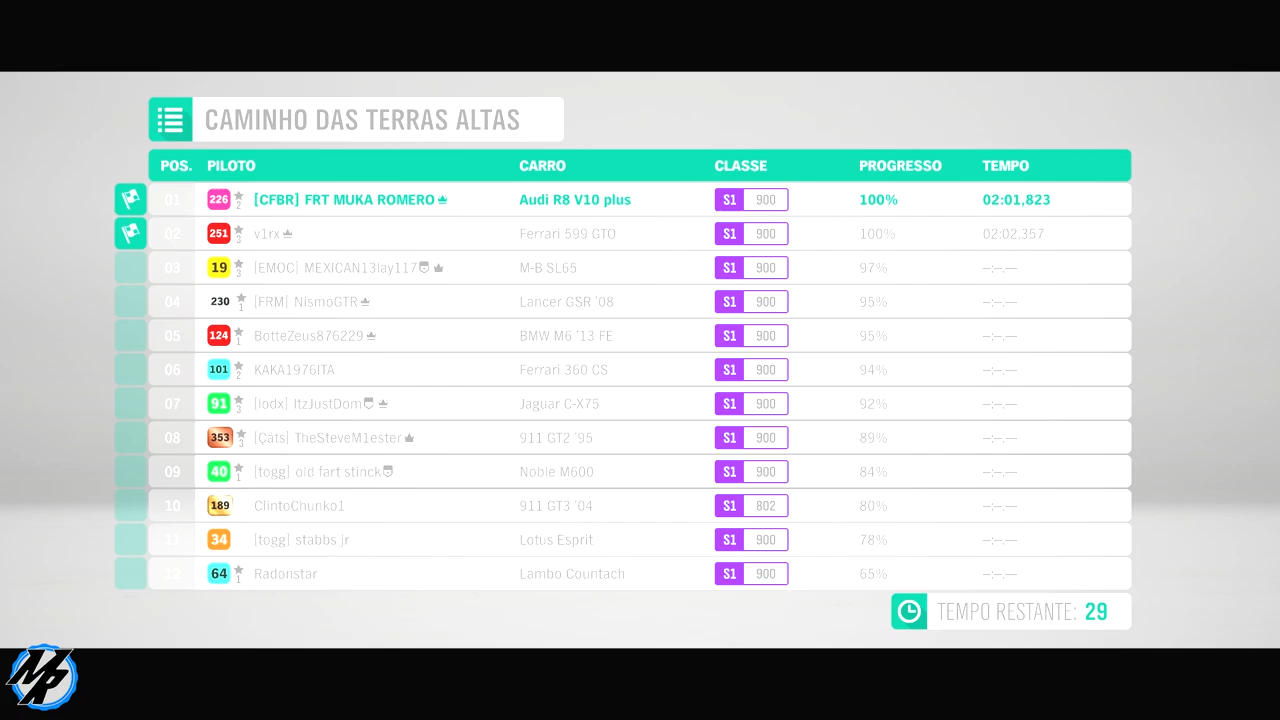 CAMINHO DAS TERRAS ALTAS
POS. PILOTO CARRO CLASSE PROGRESSO TEMPO
01 226 2 [CFBR] FRT MUKA ROMERO Audi R8 V10 plus S1 900 100% 02:01,823
02 251 3 v1rx Ferrari 599 GTO S1 900 100% 02:02,357
03 19 3 [EMOC] MEXICAN13lay117 M-B SL65 S1 900 97% --:--.---
04 230 1 [FRM] NismoGTR Lancer GSR '08 S1 900 95% --:--.---
05 124 1 BotteZeus876229 BMW M6 '13 FE S1 900 95% --:--.---
06 101 2 KAKA1976ITA Ferrari 360 CS S1 900 94% --:--.---
07 91 3 [lodx] ItzJustDom Jaguar C-X75 S1 900 92% --:--.---
08 353 3 [Çäts] TheSteveM1ester 911 GT2 '95 S1 900 89% --:--.---
09 40 1 [togg] old fart stinck Noble M600 S1 900 84% --:--.---
10 189 ClintoChunko1 911 GT3 '04 S1 802 80% --:--.---
11 34 [togg] stabbs jr Lotus Esprit S1 900 78% --:--.---
12 64 1 Radonstar Lambo Countach S1 900 65% --:--.---
TEMPO RESTANTE: 29